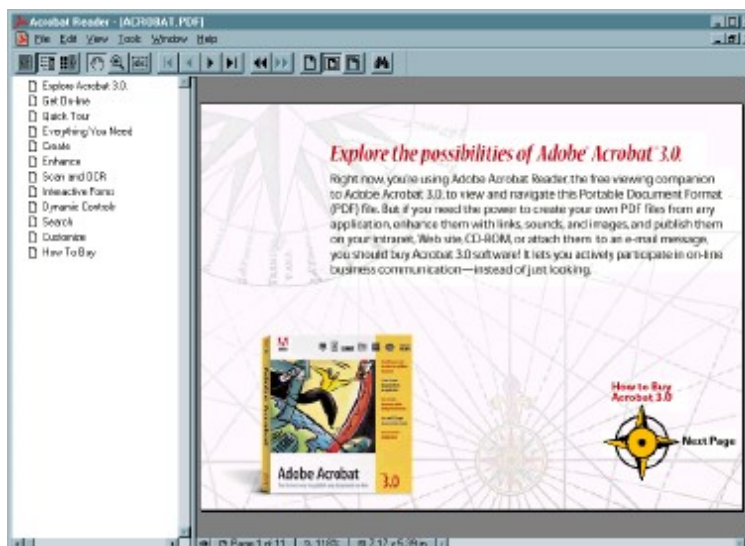 Acrobat Reader - [ACROBAT.PDF]
File Edit View Tools Window Help
Explore Acrobat 3.0.
Get On-line
Quick Tour
Everything You Need
Create
Enhance
Scan and OCR
Interactive Forms
Dynamic Controls
Search
Customize
How To Buy
Explore the possibilities of Adobe Acrobat 3.0.
Right now, you're using Adobe Acrobat Reader, the free viewing companion
to Adobe Acrobat 3.0, to view and navigate this Portable Document Format
(PDF) file. But if you need the power to create your own PDF files from any
application, enhance them with links, sounds, and images, and publish them
on your intranet, Web site, CD-ROM, or attach them to an e-mail message,
you should buy Acrobat 3.0 software! It lets you actively participate in on-line
business communication—instead of just looking.
Adobe Acrobat
3.0
How to Buy
Acrobat 3.0
Next Page
Page 1 of 11
118%
7.17 x 5.39 in